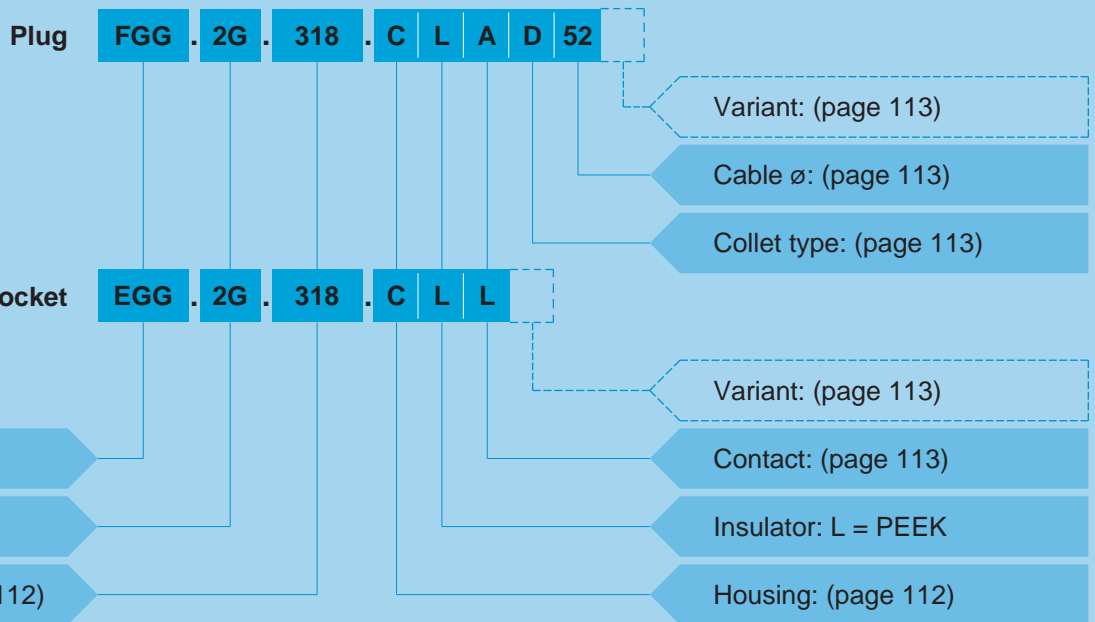 Plug FGG . 2G . 318 . C L A D 52
Variant: (page 113)
Cable ø: (page 113)
Collet type: (page 113)
ocket EGG . 2G . 318 . C L L
Variant: (page 113)
Contact: (page 113)
Insulator: L = PEEK
112) Housing: (page 112)